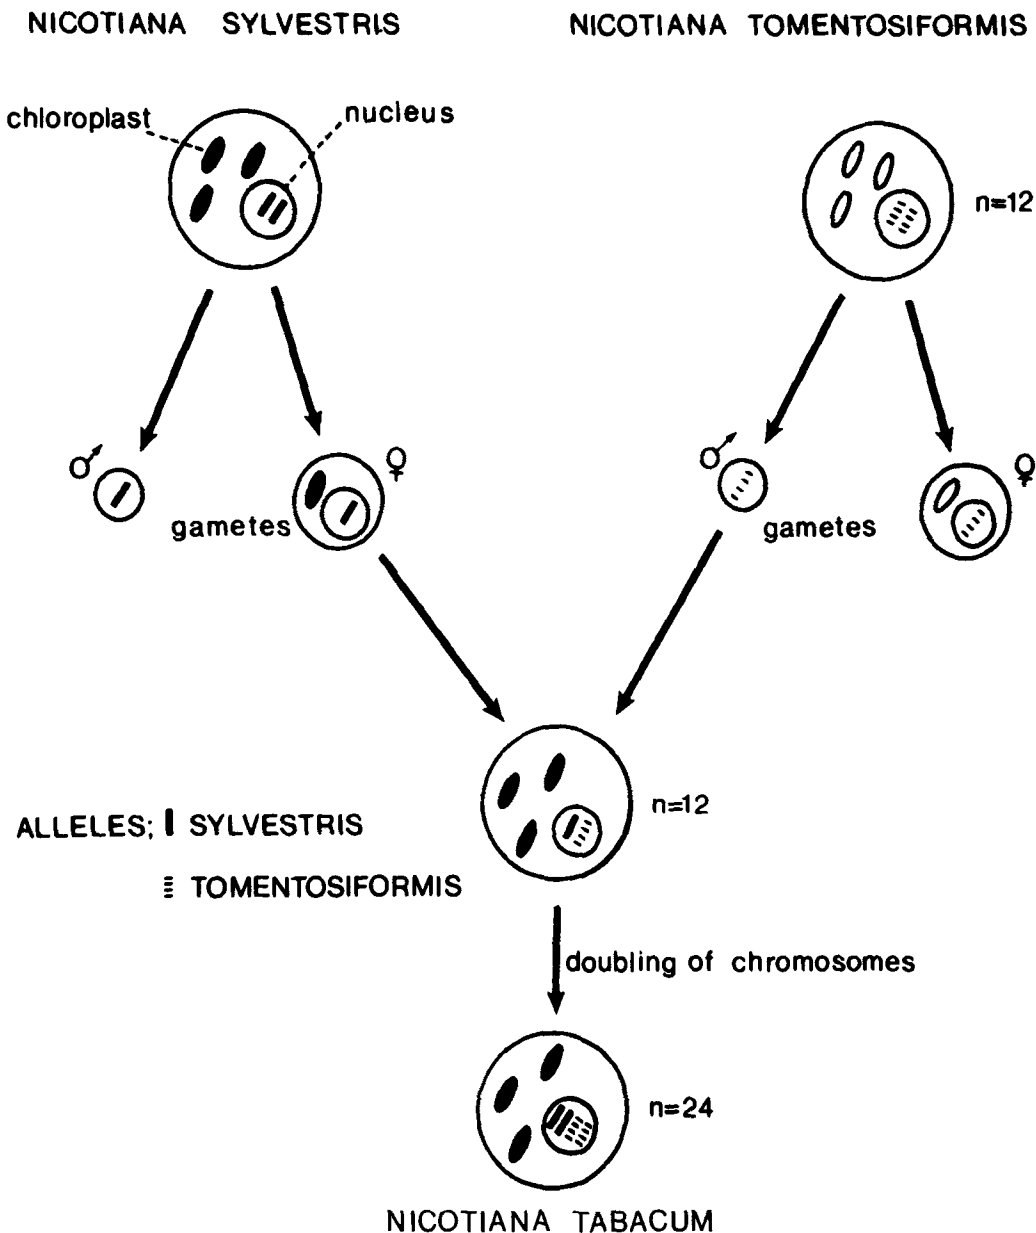 NICOTIANA SYLVESTRIS
NICOTIANA TOMENTOSIFORMIS
chloroplast
nucleus
n=12
♂
♀
gametes
♂
♀
gametes
n=12
ALLELES; SYLVESTRIS
TOMENTOSIFORMIS
doubling of chromosomes
n=24
NICOTIANA TABACUM